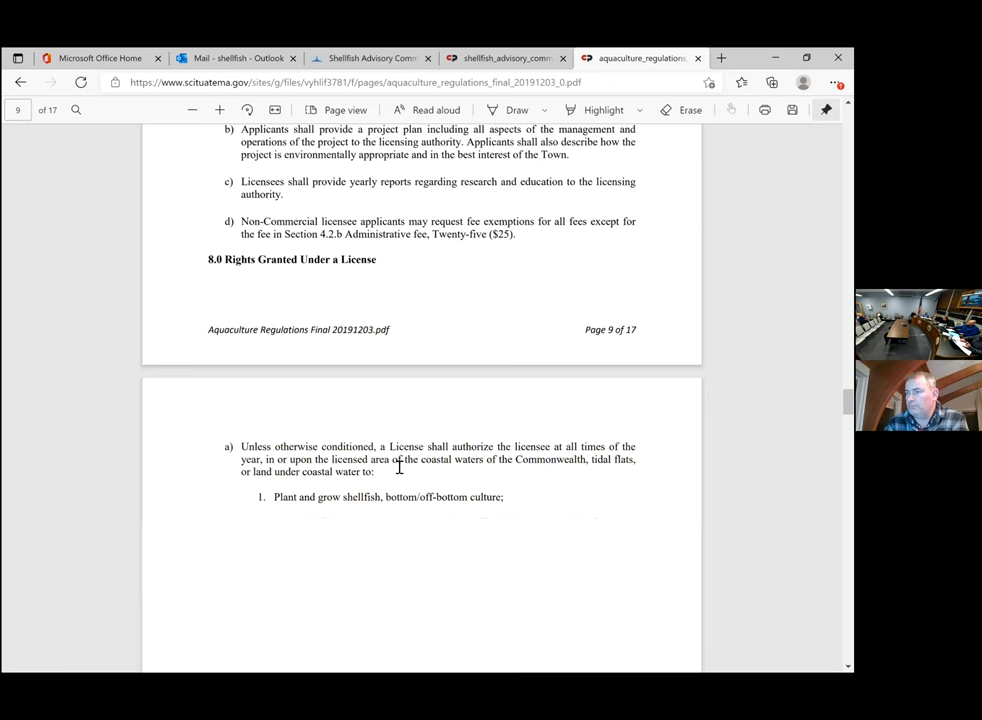 Microsoft Office Home
Mail - shellfish - Outlook
Shellfish Advisory Com
shellfish_advisory_comm
aquaculture_regulations_
https://www.scituatema.gov/sites/g/files/vyhlif3781/f/pages/aquaculture_regulations_final_20191203_0.pdf
9 of 17
Page view
Read aloud
Draw
Highlight
Erase
b) Applicants shall provide a project plan including all aspects of the management and
operations of the project to the licensing authority. Applicants shall also describe how the
project is environmentally appropriate and in the best interest of the Town.
c) Licensees shall provide yearly reports regarding research and education to the licensing
authority.
d) Non-Commercial licensee applicants may request fee exemptions for all fees except for
the fee in Section 4.2.b Administrative fee, Twenty-five ($25).
8.0 Rights Granted Under a License
Aquaculture Regulations Final 20191203.pdf
Page 9 of 17
a) Unless otherwise conditioned, a License shall authorize the licensee at all times of the
year, in or upon the licensed area of the coastal waters of the Commonwealth, tidal flats,
or land under coastal water to:
1. Plant and grow shellfish, bottom/off-bottom culture;